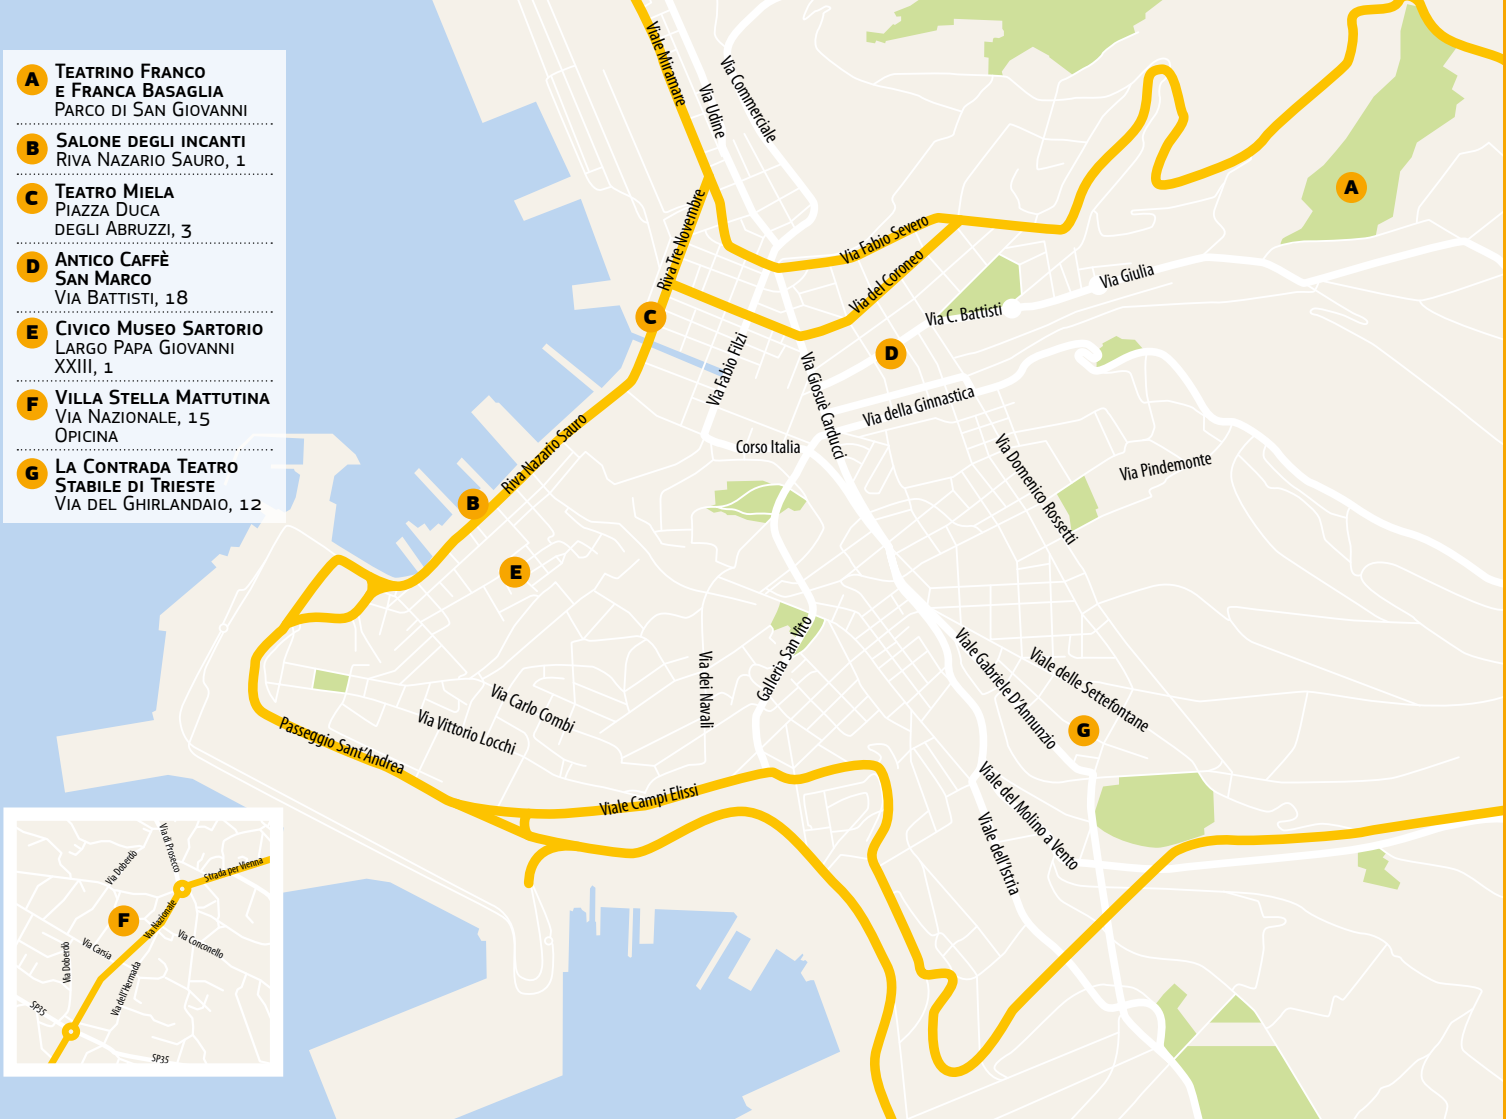 A
Teatrino Franco
e Franca Basaglia
Parco di San Giovanni
B
Salone degli incanti
Riva Nazario Sauro, 1
C
Teatro Miela
Piazza Duca
degli Abruzzi, 3
D
Antico Caffè
San Marco
Via Battisti, 18
E
Civico Museo Sartorio
Largo Papa Giovanni
XXIII, 1
F
Villa Stella Mattutina
Via Nazionale, 15
Opicina
G
La Contrada Teatro
Stabile di Trieste
Via del Ghirlandaio, 12
Viale Miramare
Via Udine
Via Commerciale
A
Riva Tre Novembre
Via Fabio Severo
Via del Coroneo
Via Giulia
Via C. Battisti
C
D
Via Fabio Filzi
Via Giosuè Carducci
Via della Ginnastica
Corso Italia
Riva Nazario Sauro
Via Domenico Rossetti
Via Pindemonte
B
E
Galleria San Vito
Via dei Navali
Viale Gabriele D'Annunzio
Viale delle Settefontane
G
Via Carlo Combi
Via Vittorio Locchi
Passeggio Sant'Andrea
Viale Campi Elissi
Viale del Molino a Vento
Viale dell'Istria
Via di Prosecco
Via Doberdò
Strada per Vienna
F
Via Nazionale
Via Carsia
Via Conconello
Via Doberdò
Via dell'Hermada
SP35
SP35